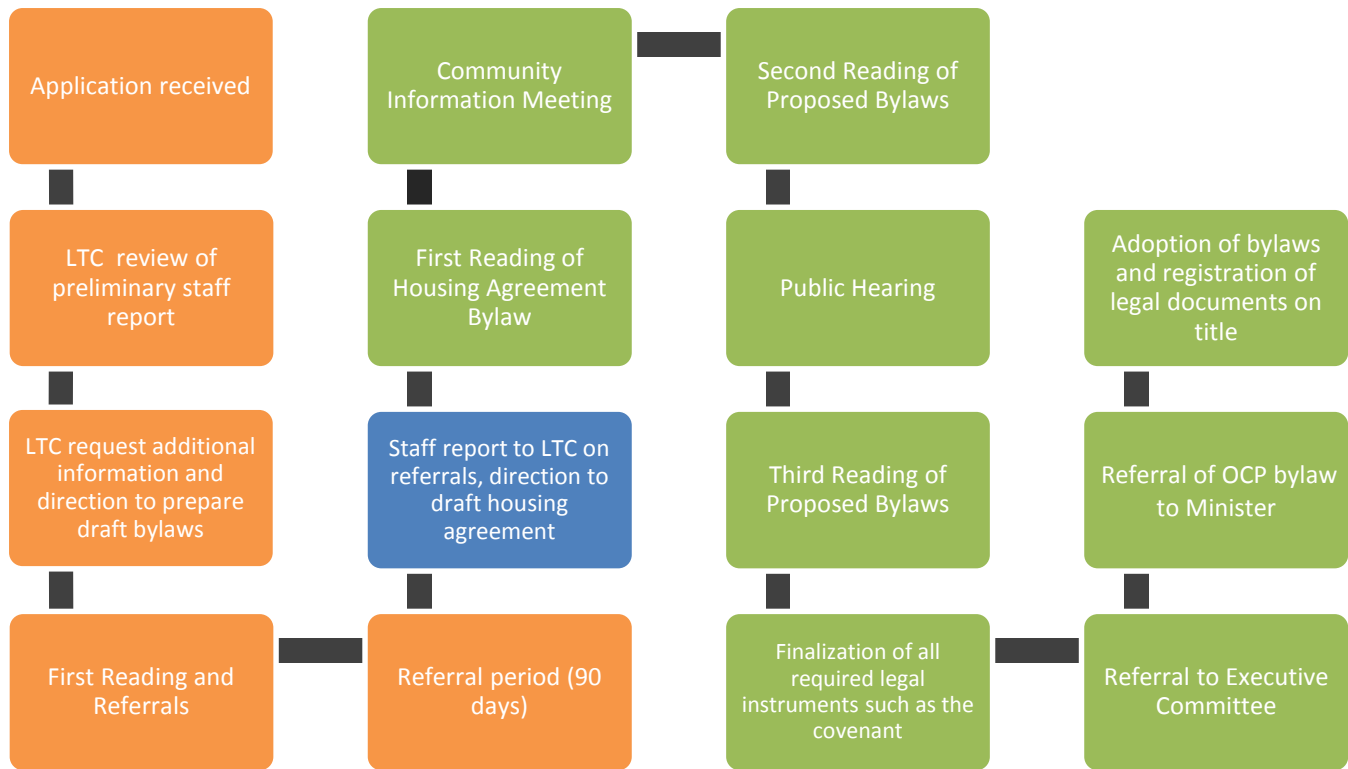 Application received
LTC review of
preliminary staff
report
LTC request additional
information and
direction to prepare
draft bylaws
First Reading and
Referrals
Referral period (90
days)
Staff report to LTC on
referrals, direction to
draft housing
agreement
First Reading of
Housing Agreement
Bylaw
Community
Information Meeting
Second Reading of
Proposed Bylaws
Public Hearing
Third Reading of
Proposed Bylaws
Finalization of all
required legal
instruments such as the
covenant
Referral to Executive
Committee
Referral of OCP bylaw
to Minister
Adoption of bylaws
and registration of
legal documents on
title